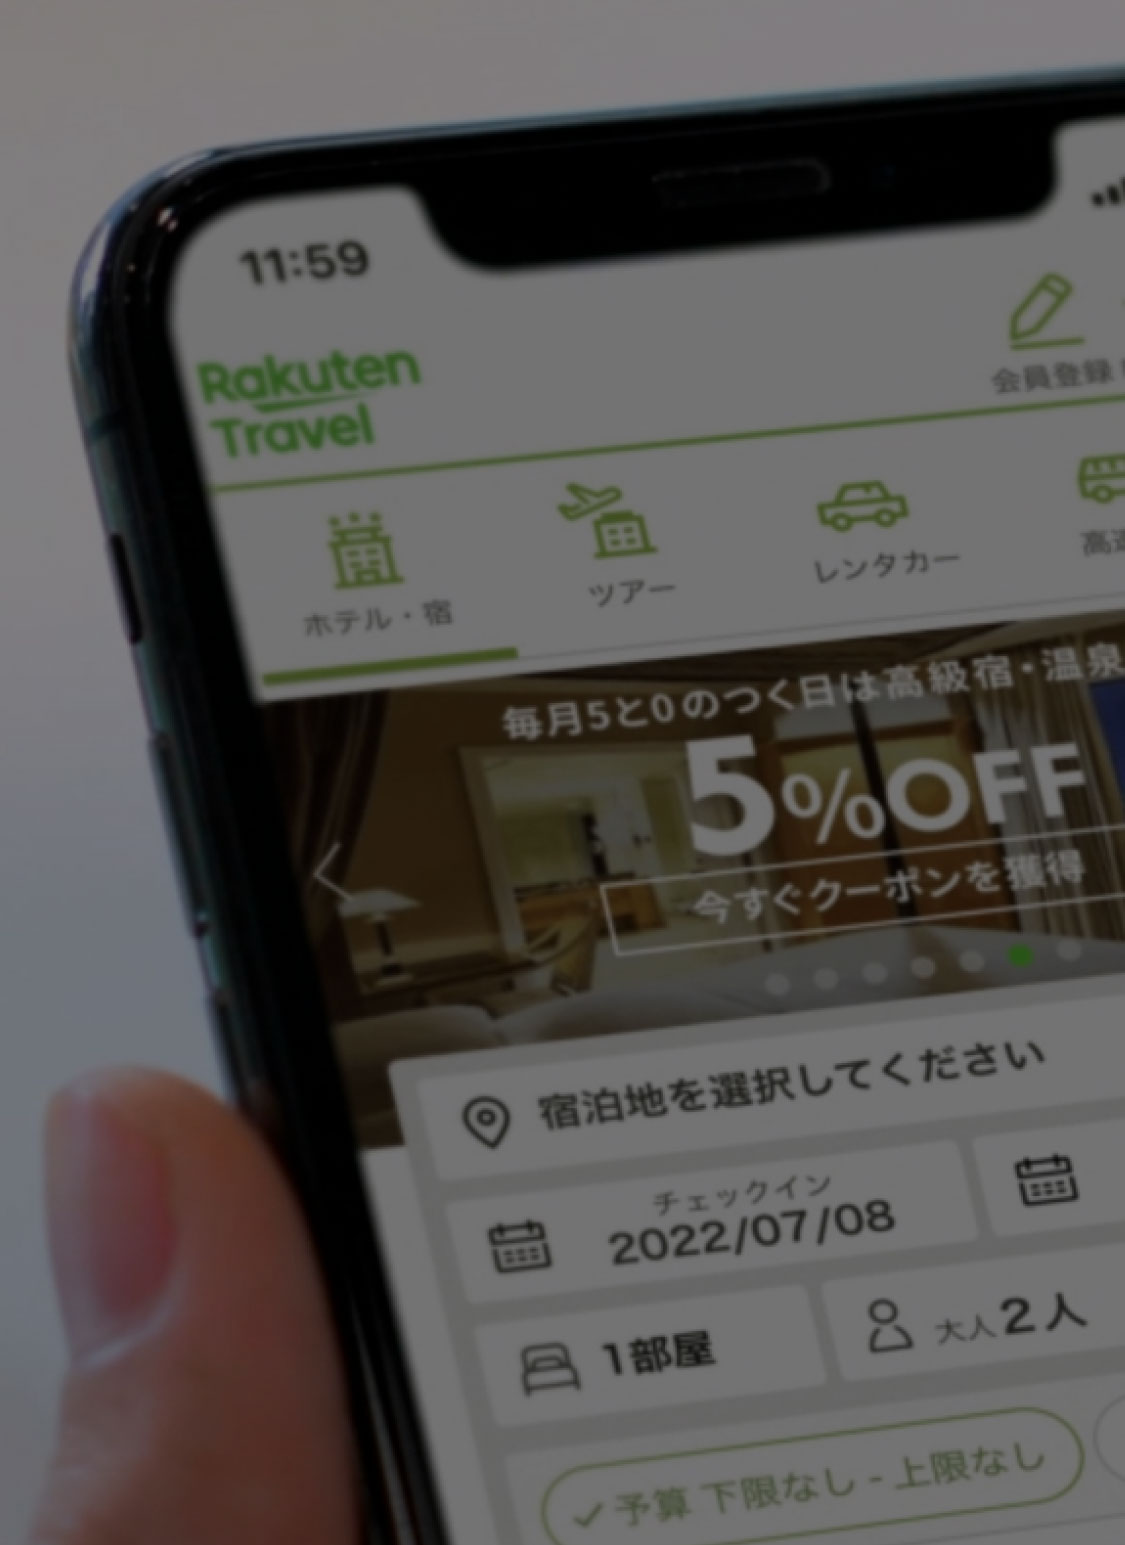 11:59
Rakuten
Travel
会員登録
ホテル・宿
ツアー
レンタカー
高速
毎月5と0のつく日は高級宿・温泉
5%OFF
今すぐクーポンを獲得
宿泊地を選択してください
チェックイン
2022/07/08
1部屋
大人2人
予算 下限なし - 上限なし